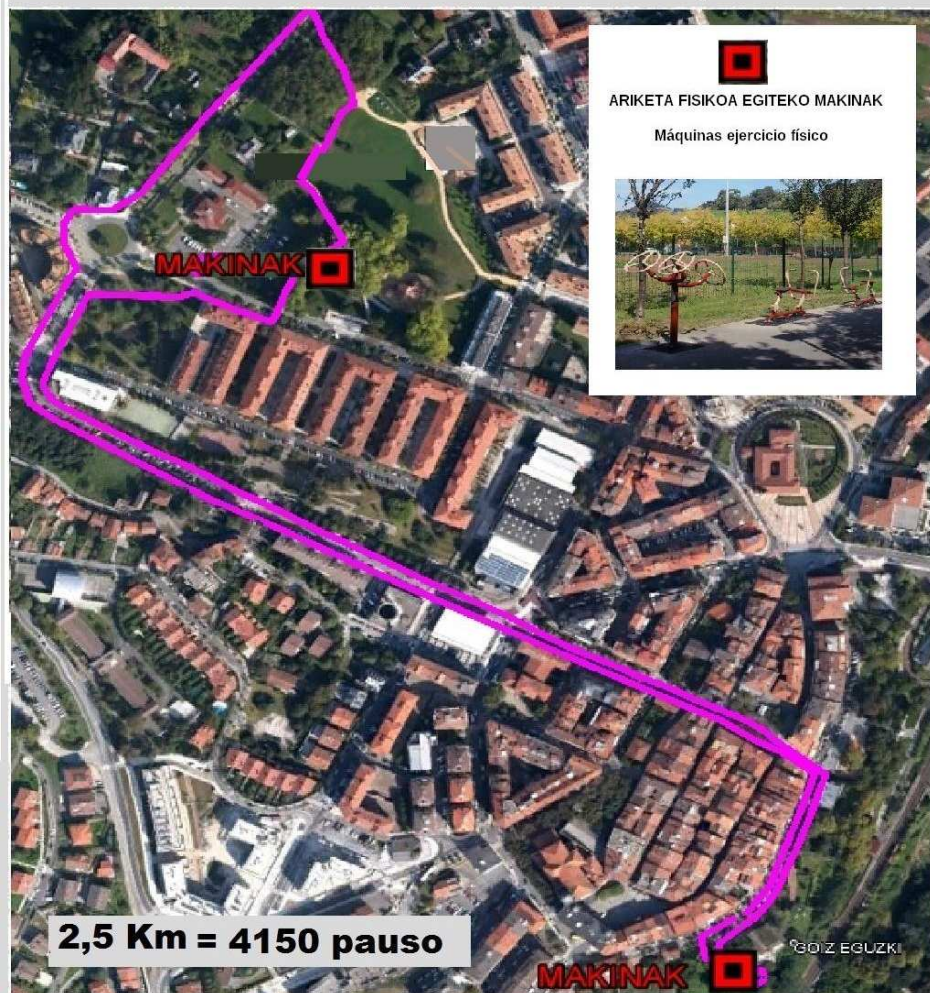 ARIKETA FISIKOA EGITEKO MAKINAK
Máquinas ejercicio físico
MAKINAK
2,5 Km = 4150 pauso
GOIZ EGUZKI
MAKINAK